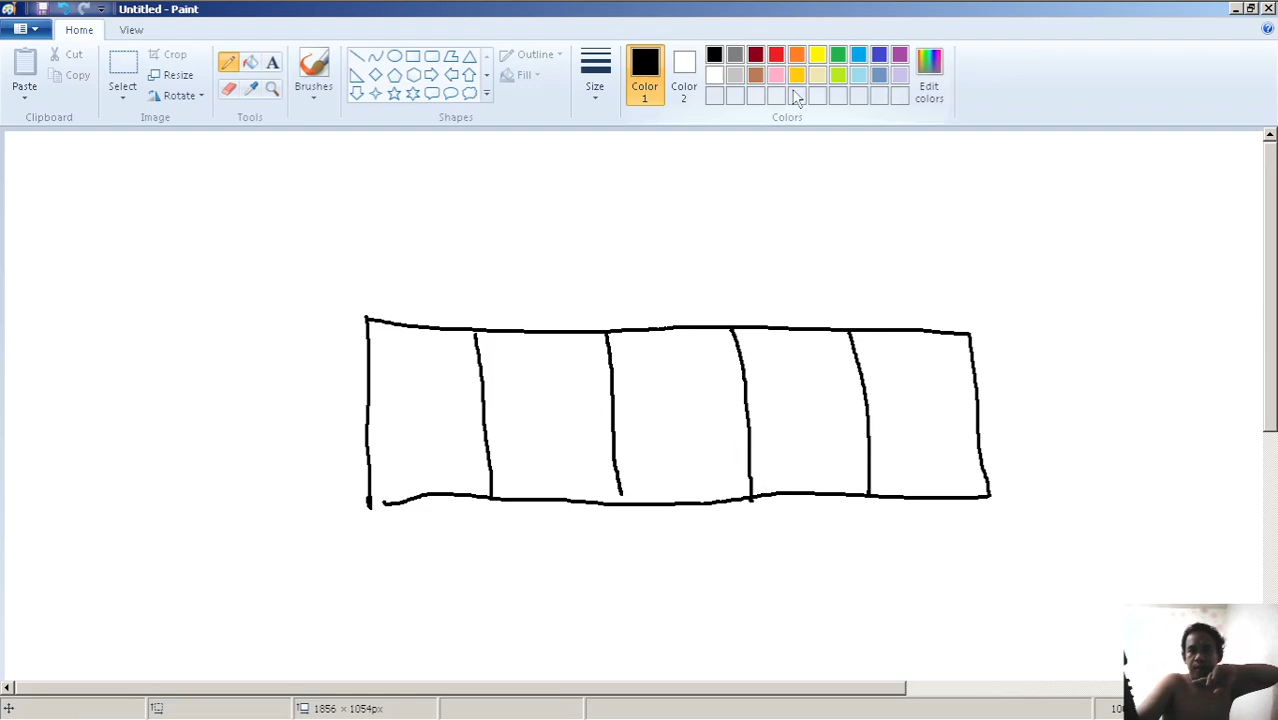 Untitled - Paint
Home View
Paste
Cut
Copy
Clipboard
Select
Crop
Resize
Rotate
Image
A
Tools
Brushes
Outline
Fill
Shapes
Size
Color 1
Color 2
Edit colors
Colors
1856 × 1054px